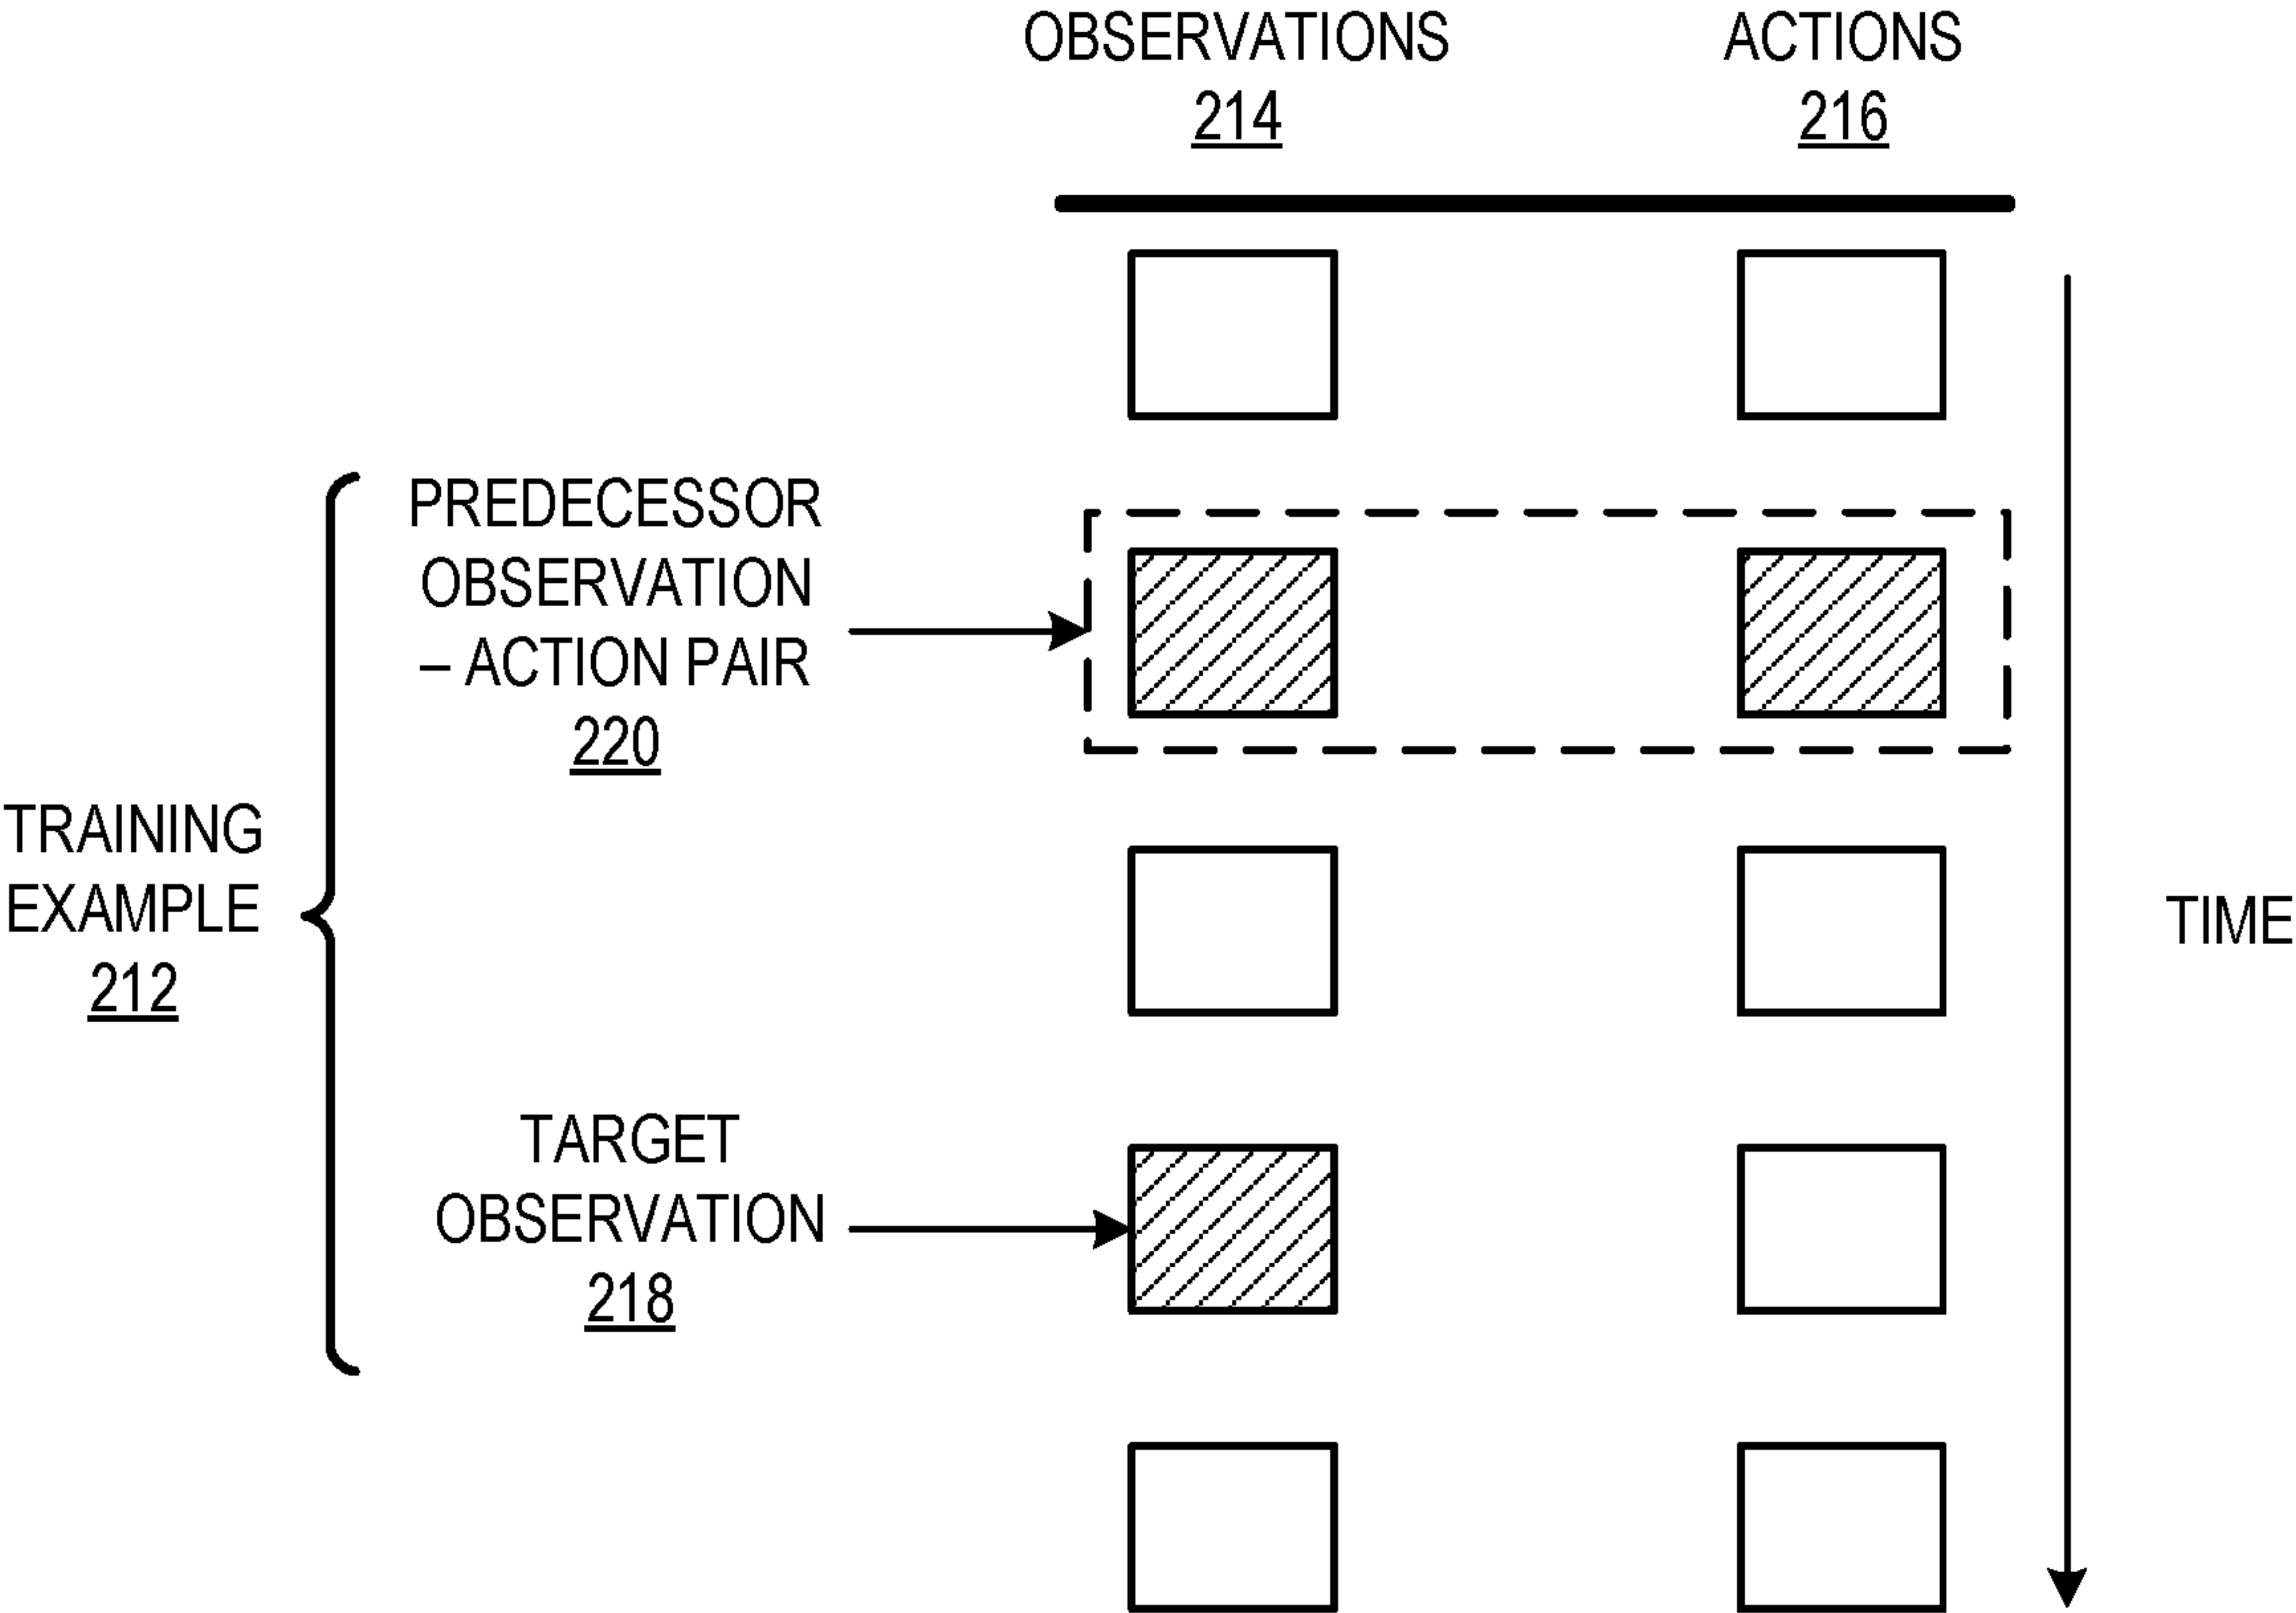 OBSERVATIONS
214
ACTIONS
216
PREDECESSOR
OBSERVATION
– ACTION PAIR
220
TRAINING
EXAMPLE
212
TIME
TARGET
OBSERVATION
218